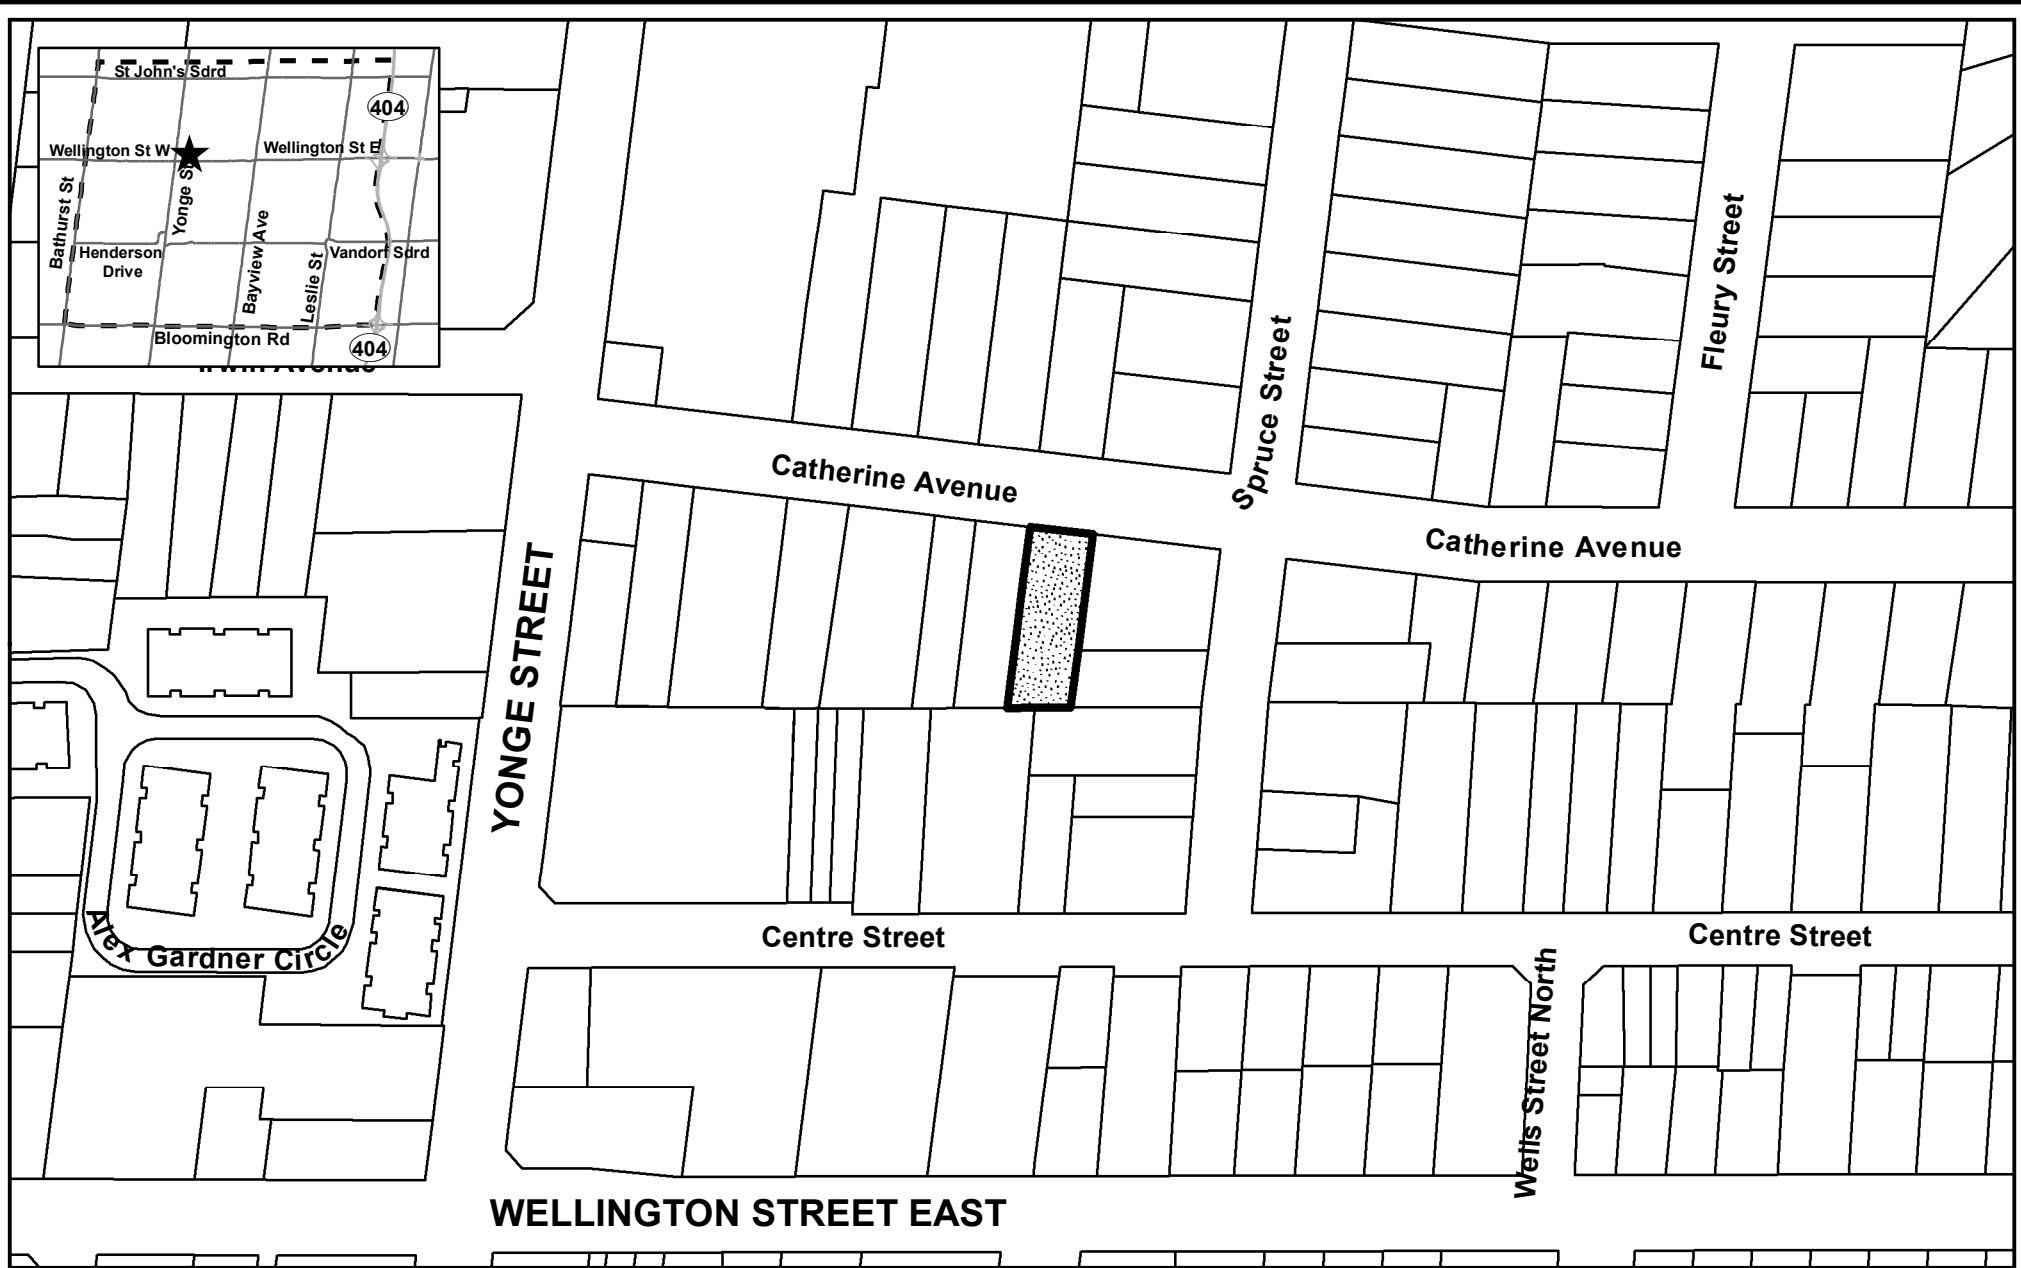 St John's Sdrd
404
Wellington St W
Wellington St E
Yonge St
Bathurst St
Henderson
Drive
Bayview Ave
Leslie St
Vandorf Sdrd
Bloomington Rd
404
Irwin Avenue
Fleury Street
Spruce Street
Catherine Avenue
Catherine Avenue
YONGE STREET
Alex Gardner Circle
Centre Street
Centre Street
Wells Street North
WELLINGTON STREET EAST